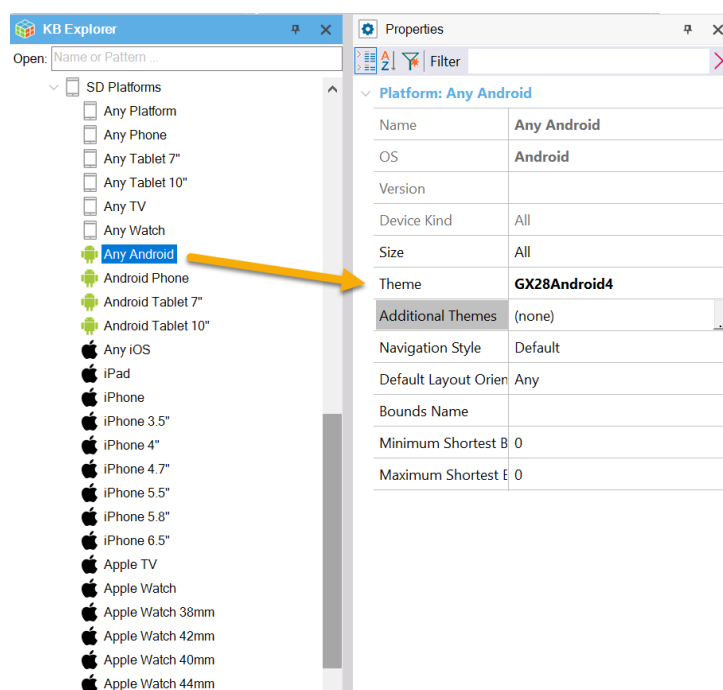 KB Explorer
Open: Name or Pattern ...
SD Platforms
Any Platform
Any Phone
Any Tablet 7"
Any Tablet 10"
Any TV
Any Watch
Any Android
Android Phone
Android Tablet 7"
Android Tablet 10"
Any iOS
iPad
iPhone
iPhone 3.5"
iPhone 4"
iPhone 4.7"
iPhone 5.5"
iPhone 5.8"
iPhone 6.5"
Apple TV
Apple Watch
Apple Watch 38mm
Apple Watch 42mm
Apple Watch 40mm
Apple Watch 44mm
Properties
Filter
Platform: Any Android
Name Any Android
OS Android
Version
Device Kind All
Size All
Theme GX28Android4
Additional Themes (none)
Navigation Style Default
Default Layout Orien Any
Bounds Name
Minimum Shortest B 0
Maximum Shortest E 0